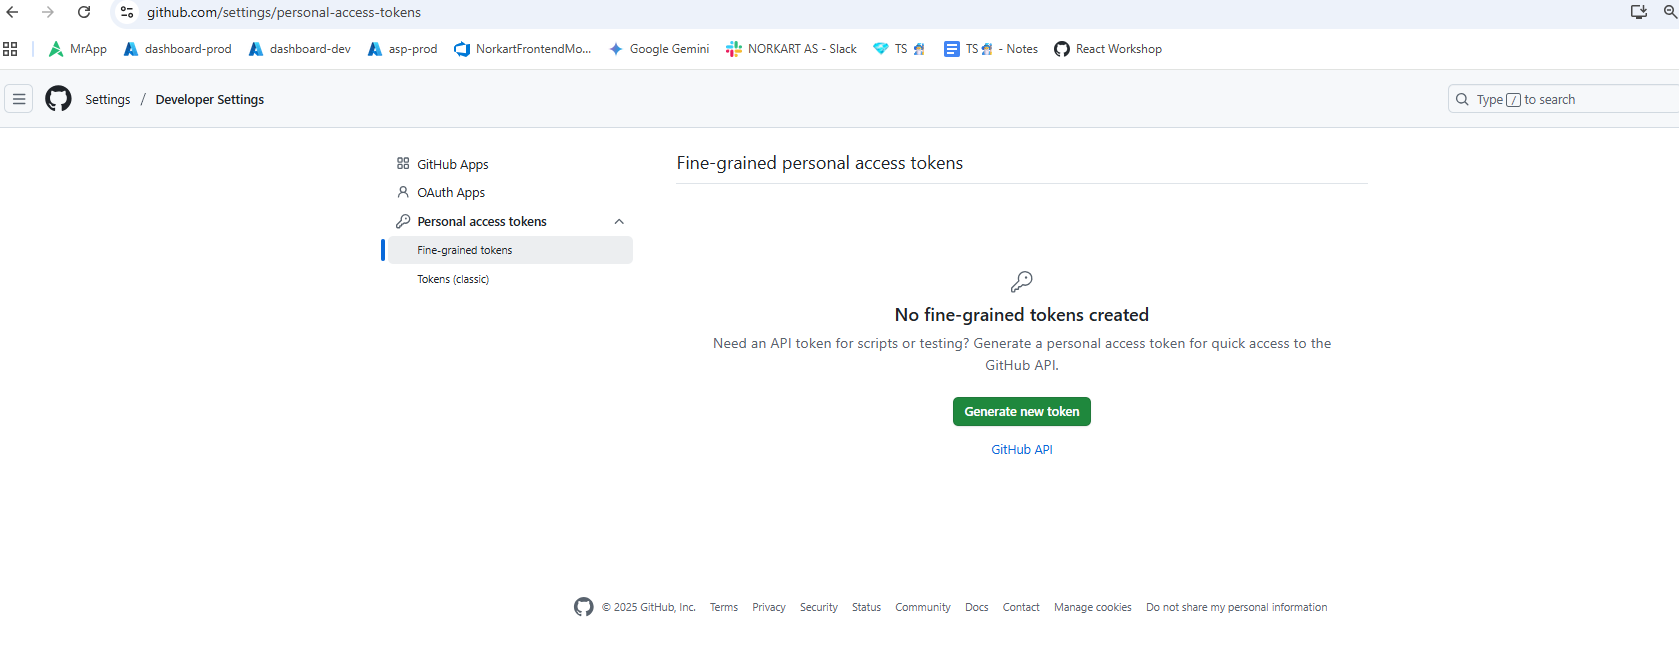 github.com/settings/personal-access-tokens
MrApp dashboard-prod dashboard-dev asp-prod NorkartFrontendMo... Google Gemini NORKART AS - Slack TS TS - Notes React Workshop
Settings / Developer Settings
Type / to search
GitHub Apps
OAuth Apps
Personal access tokens
Fine-grained tokens
Tokens (classic)
Fine-grained personal access tokens
No fine-grained tokens created
Need an API token for scripts or testing? Generate a personal access token for quick access to the
GitHub API.
Generate new token
GitHub API
© 2025 GitHub, Inc. Terms Privacy Security Status Community Docs Contact Manage cookies Do not share my personal information